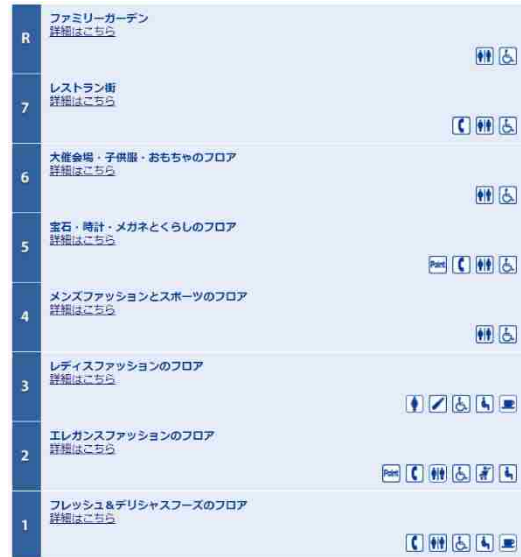 R
ファミリーガーデン
詳細はこちら
7
レストラン街
詳細はこちら
6
大催会場・子供服・おもちゃのフロア
詳細はこちら
5
宝石・時計・メガネとくらしのフロア
詳細はこちら
Point
4
メンズファッションとスポーツのフロア
詳細はこちら
3
レディスファッションのフロア
詳細はこちら
2
エレガンスファッションのフロア
詳細はこちら
Point
1
フレッシュ&デリシャスフーズのフロア
詳細はこちら